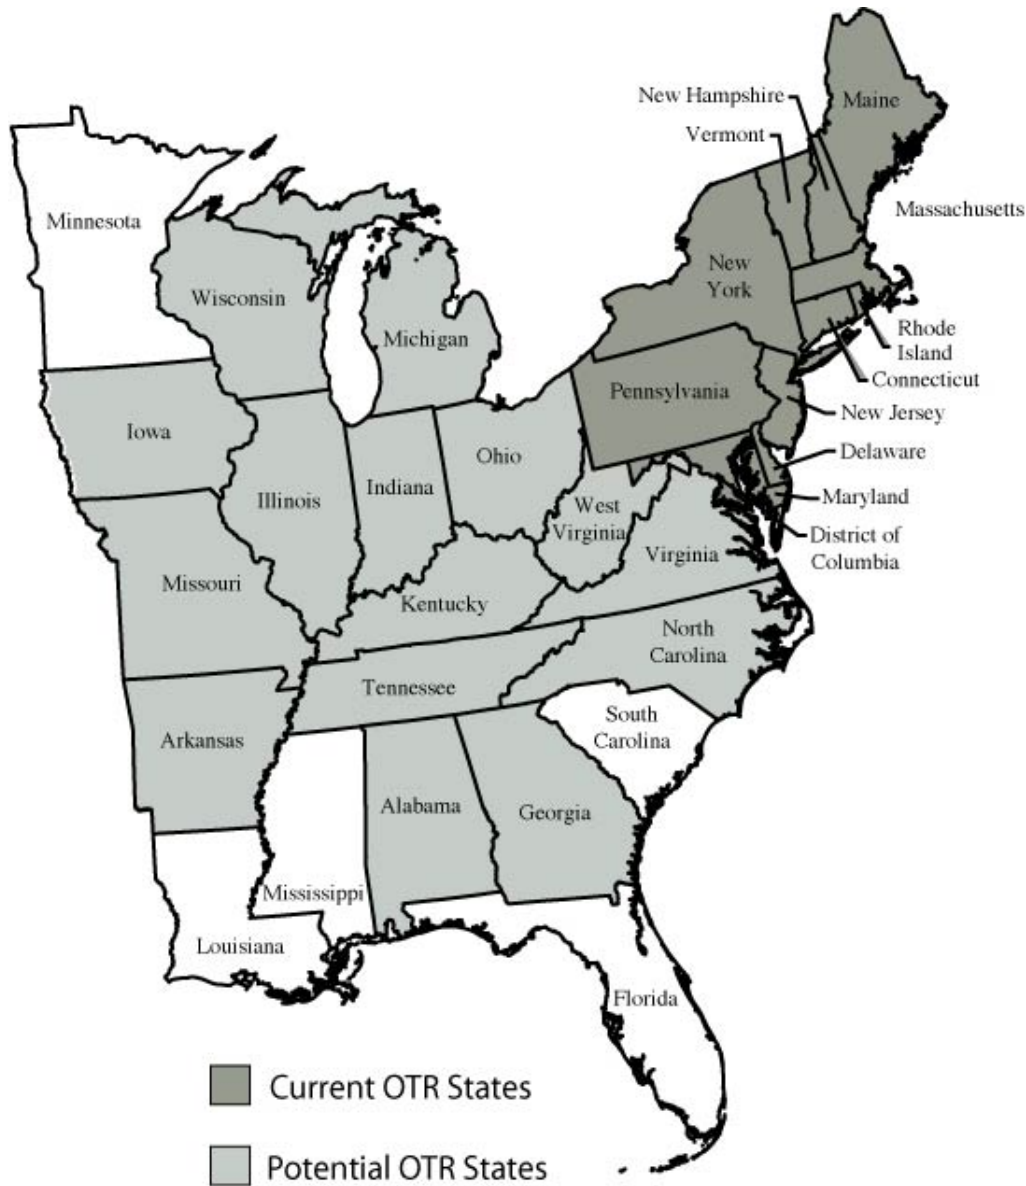 New Hampshire
Maine
Vermont
Massachusetts
Minnesota
New
York
Wisconsin
Michigan
Rhode
Island
Connecticut
Pennsylvania
New Jersey
Iowa
Ohio
Delaware
Illinois
Indiana
Maryland
West
Virginia
District of
Columbia
Virginia
Missouri
Kentucky
North
Carolina
Tennessee
South
Carolina
Arkansas
Alabama
Georgia
Mississippi
Louisiana
Florida
Current OTR States
Potential OTR States